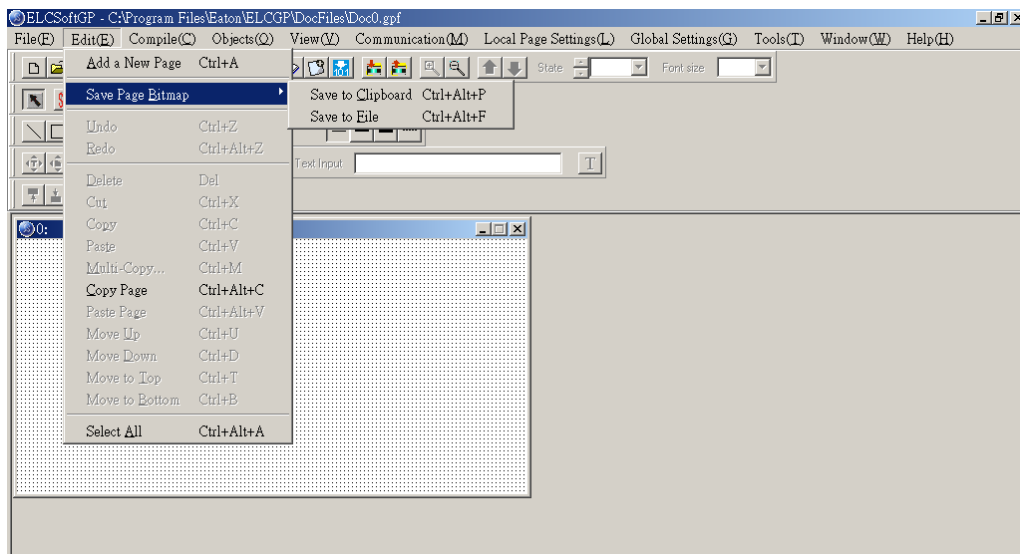 ELCSoftGP - C:\Program Files\Eaton\ELCGP\DocFiles\Doc0.gpf
File(F) Edit(E) Compile(C) Objects(O) View(V) Communication(M) Local Page Settings(L) Global Settings(G) Tools(T) Window(W) Help(H)
Add a New Page Ctrl+A
State Font size
Save Page Bitmap
Save to Clipboard Ctrl+Alt+P
Save to File Ctrl+Alt+F
Undo Ctrl+Z
Redo Ctrl+Alt+Z
Text Input T
Delete Del
Cut Ctrl+X
Copy Ctrl+C
0:
Paste Ctrl+V
Multi-Copy... Ctrl+M
Copy Page Ctrl+Alt+C
Paste Page Ctrl+Alt+V
Move Up Ctrl+U
Move Down Ctrl+D
Move to Top Ctrl+T
Move to Bottom Ctrl+B
Select All Ctrl+Alt+A